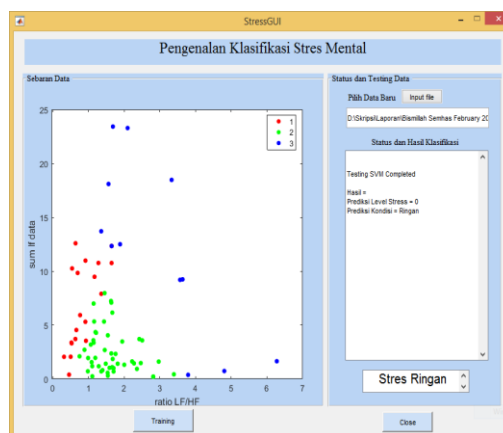 StressGUI
Pengenalan Klasifikasi Stres Mental
Sebaran Data
25
20
15
10
5
0
sum lf data
0 1 2 3 4 5 6 7
ratio LF/HF
1
2
3
Training
Status dan Testing Data
Pilih Data Baru Input file
D:\Skripsi\Laporan\Bismillah Semhas February 20
Status dan Hasil Klasifikasi
Testing SVM Completed
Hasil =
Prediksi Level Stress = 0
Prediksi Kondisi = Ringan
Stres Ringan
Close